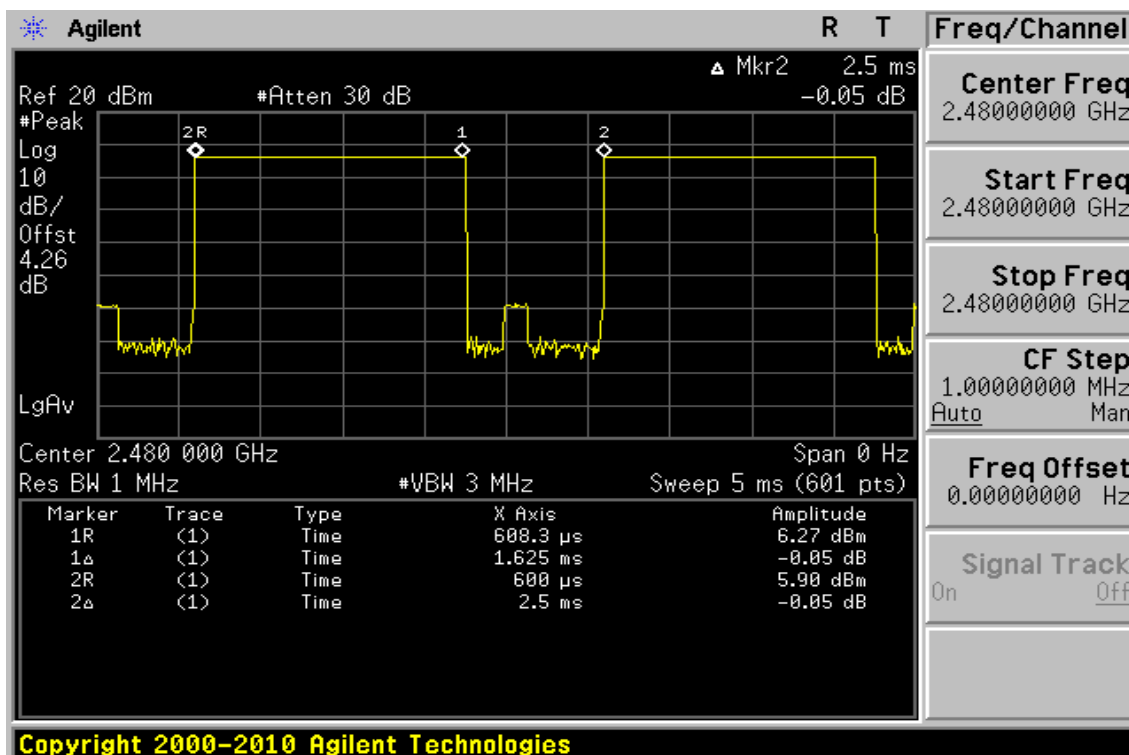 Agilent R T
▵ Mkr2 2.5 ms
Ref 20 dBm #Atten 30 dB -0.05 dB
#Peak
Log
10
dB/
Offst
4.26
dB
LgAv
2R 1 2
Center 2.480 000 GHz Span 0 Hz
Res BW 1 MHz #VBW 3 MHz Sweep 5 ms (601 pts)
Marker Trace Type X Axis Amplitude
1R (1) Time 608.3 µs 6.27 dBm
1▵ (1) Time 1.625 ms -0.05 dB
2R (1) Time 600 µs 5.90 dBm
2▵ (1) Time 2.5 ms -0.05 dB
Copyright 2000-2010 Agilent Technologies
Freq/Channel
Center Freq
2.48000000 GHz
Start Freq
2.48000000 GHz
Stop Freq
2.48000000 GHz
CF Step
1.00000000 MHz
Auto Man
Freq Offset
0.00000000 Hz
Signal Track
On Off